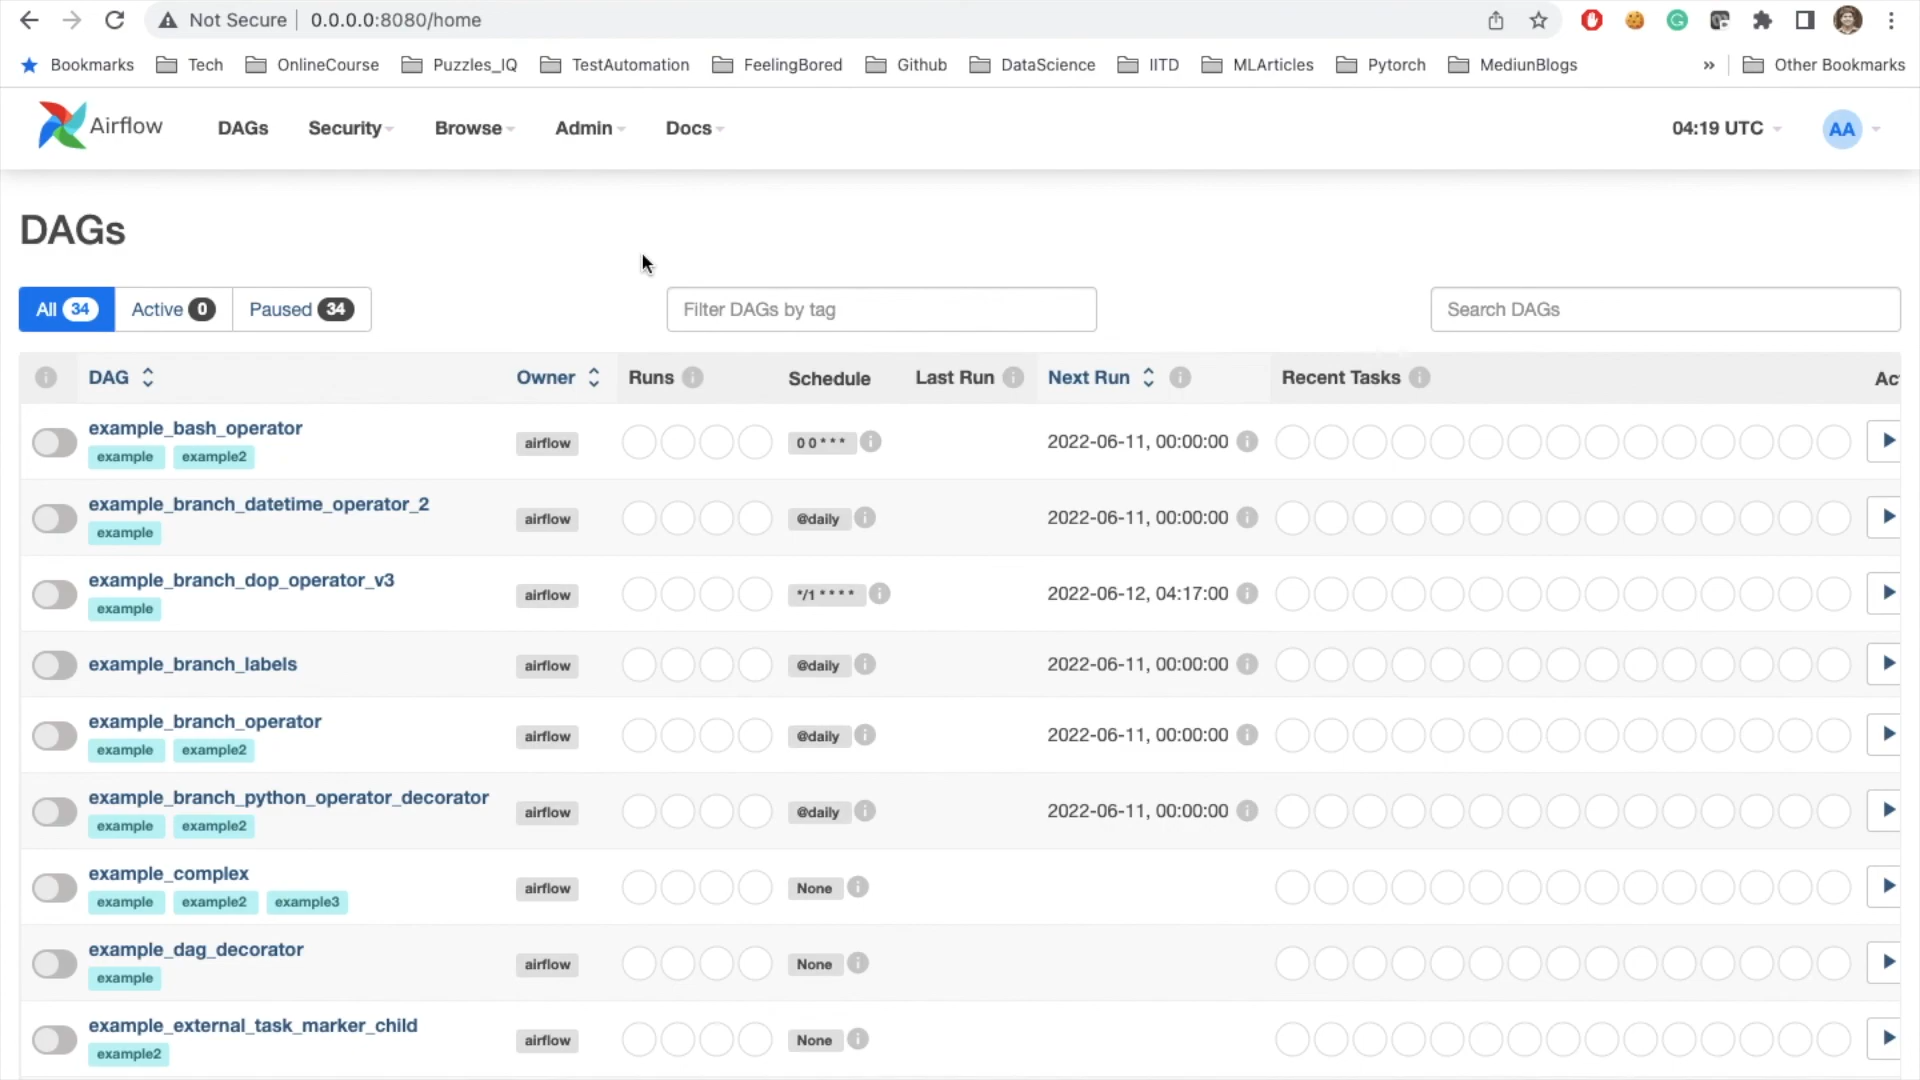 Not Secure 0.0.0.0:8080/home
Bookmarks Tech OnlineCourse Puzzles_IQ TestAutomation FeelingBored Github DataScience IITD MLArticles Pytorch MediunBlogs » Other Bookmarks
Airflow DAGs Security Browse Admin Docs 04:19 UTC AA
DAGs
All 34 Active 0 Paused 34 Filter DAGs by tag Search DAGs
DAG Owner Runs Schedule Last Run Next Run Recent Tasks Ac
example_bash_operator
airflow 0 0 * * * 2022-06-11, 00:00:00
example example2
example_branch_datetime_operator_2
airflow @daily 2022-06-11, 00:00:00
example
example_branch_dop_operator_v3
airflow */1 * * * * 2022-06-12, 04:17:00
example
example_branch_labels airflow @daily 2022-06-11, 00:00:00
example_branch_operator
airflow @daily 2022-06-11, 00:00:00
example example2
example_branch_python_operator_decorator
airflow @daily 2022-06-11, 00:00:00
example example2
example_complex
airflow None
example example2 example3
example_dag_decorator
airflow None
example
example_external_task_marker_child
airflow None
example2